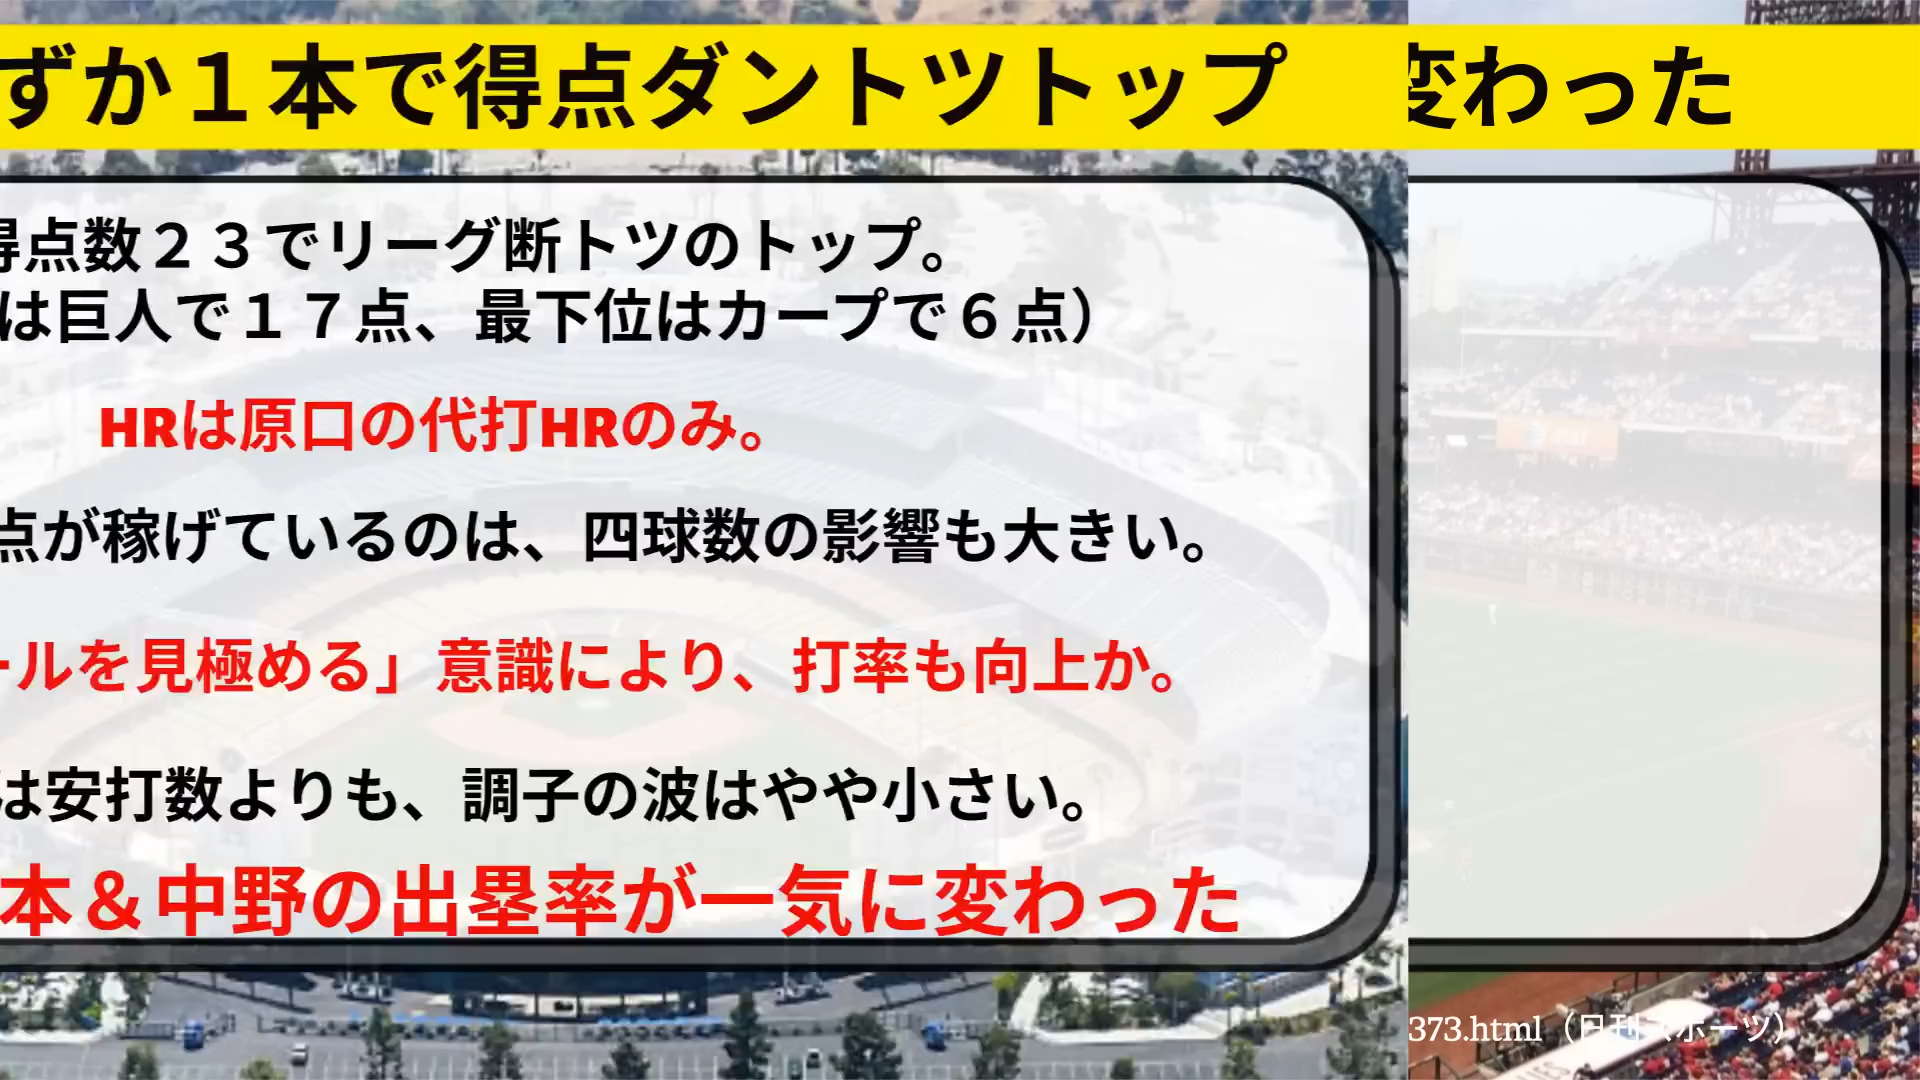 ずか１本で得点ダントツトップ
変わった
得点数２３でリーグ断トツのトップ。
は巨人で１７点、最下位はカープで６点）
HRは原口の代打HRのみ。
点が稼げているのは、四球数の影響も大きい。
ールを見極める」意識により、打率も向上か。
は安打数よりも、調子の波はやや小さい。
本＆中野の出塁率が一気に変わった
373.html（日刊スポーツ）